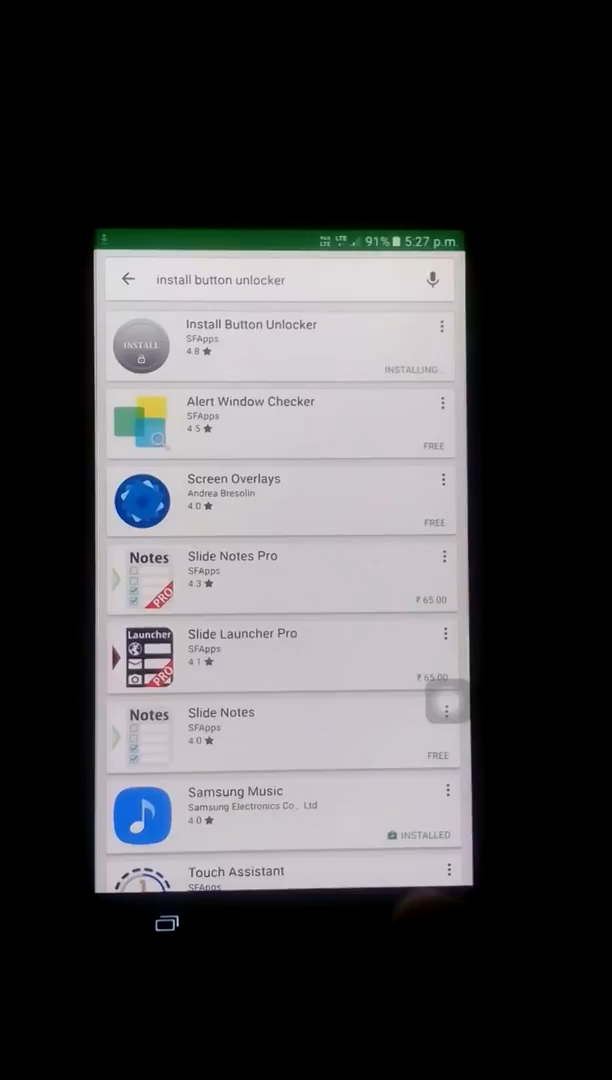 VoLTE LTE 91% 5:27 p.m.
install button unlocker
INSTALL
Install Button Unlocker
SFApps
4.8★
INSTALLING...
Alert Window Checker
SFApps
4.5★
FREE
Screen Overlays
Andrea Bresolin
4.0★
FREE
Notes
PRO
Slide Notes Pro
SFApps
4.3★
₹ 65.00
Launcher
PRO
Slide Launcher Pro
SFApps
4.1★
₹ 65.00
Notes
Slide Notes
SFApps
4.0★
FREE
Samsung Music
Samsung Electronics Co., Ltd
4.0★
INSTALLED
Touch Assistant
SFApps